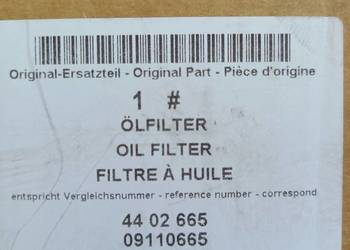 Original-Ersatzteil - Original Part - Pièce d'origine
1 #
ÖLFILTER
OIL FILTER
FILTRE À HUILE
entspricht Vergleichsnummer - reference number - correspond
44 02 665
09110665